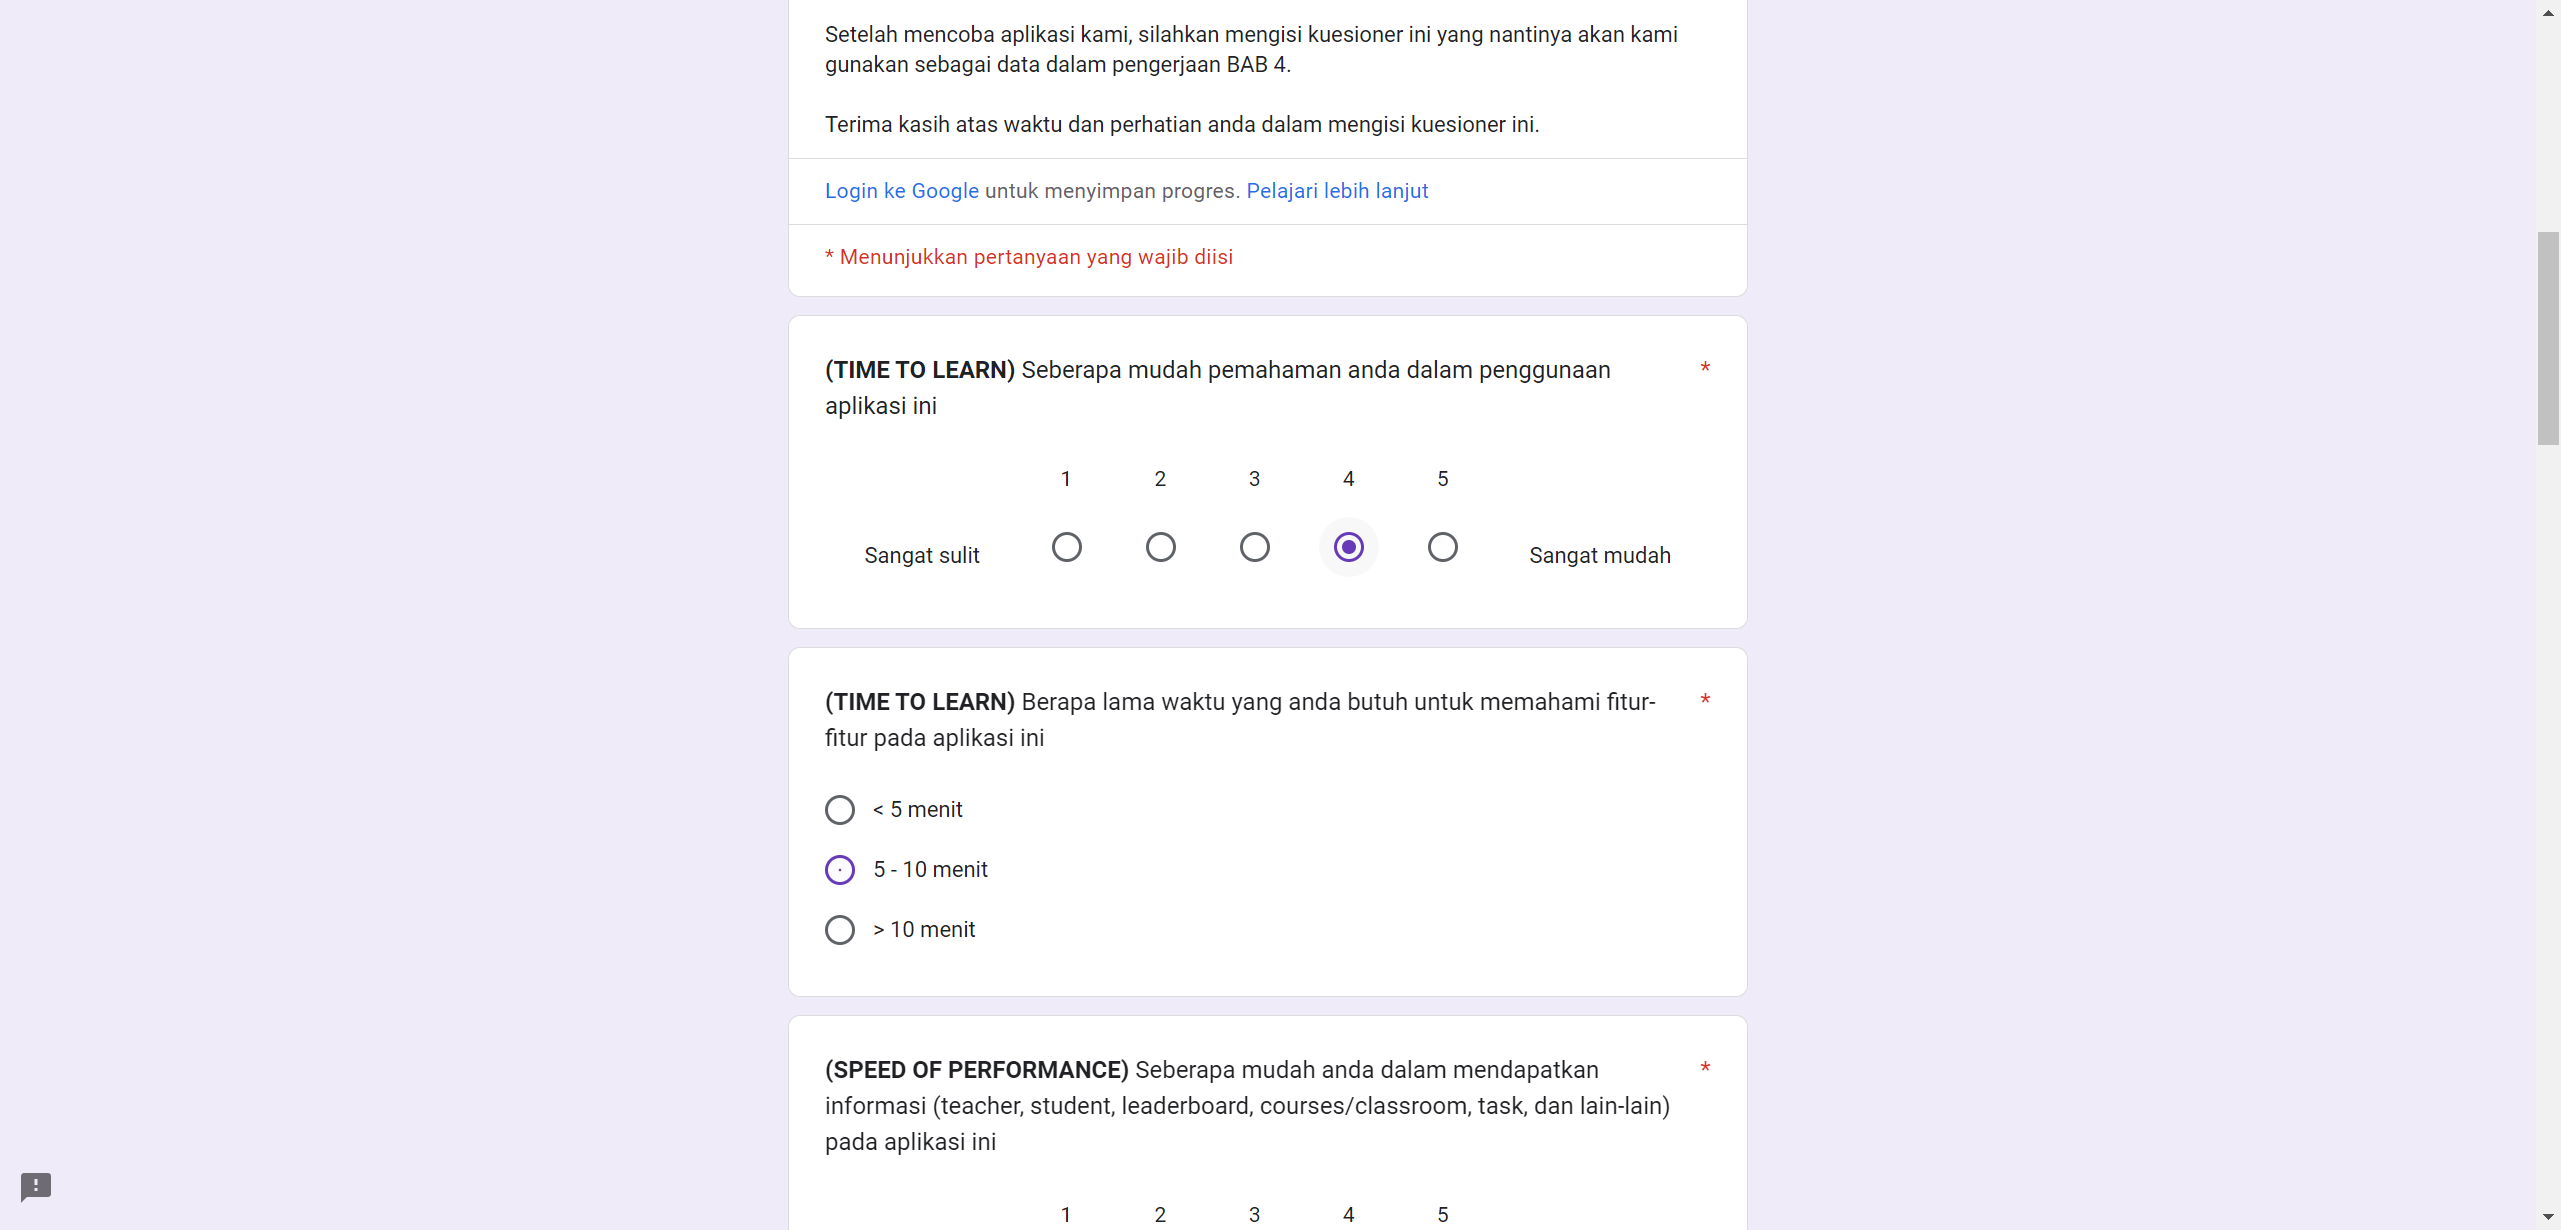 Setelah mencoba aplikasi kami, silahkan mengisi kuesioner ini yang nantinya akan kami
gunakan sebagai data dalam pengerjaan BAB 4.
Terima kasih atas waktu dan perhatian anda dalam mengisi kuesioner ini.
Login ke Google untuk menyimpan progres. Pelajari lebih lanjut
* Menunjukkan pertanyaan yang wajib diisi
(TIME TO LEARN) Seberapa mudah pemahaman anda dalam penggunaan *
aplikasi ini
1 2 3 4 5
Sangat sulit Sangat mudah
(TIME TO LEARN) Berapa lama waktu yang anda butuh untuk memahami fitur- *
fitur pada aplikasi ini
< 5 menit
5 - 10 menit
> 10 menit
(SPEED OF PERFORMANCE) Seberapa mudah anda dalam mendapatkan *
informasi (teacher, student, leaderboard, courses/classroom, task, dan lain-lain)
pada aplikasi ini
1 2 3 4 5